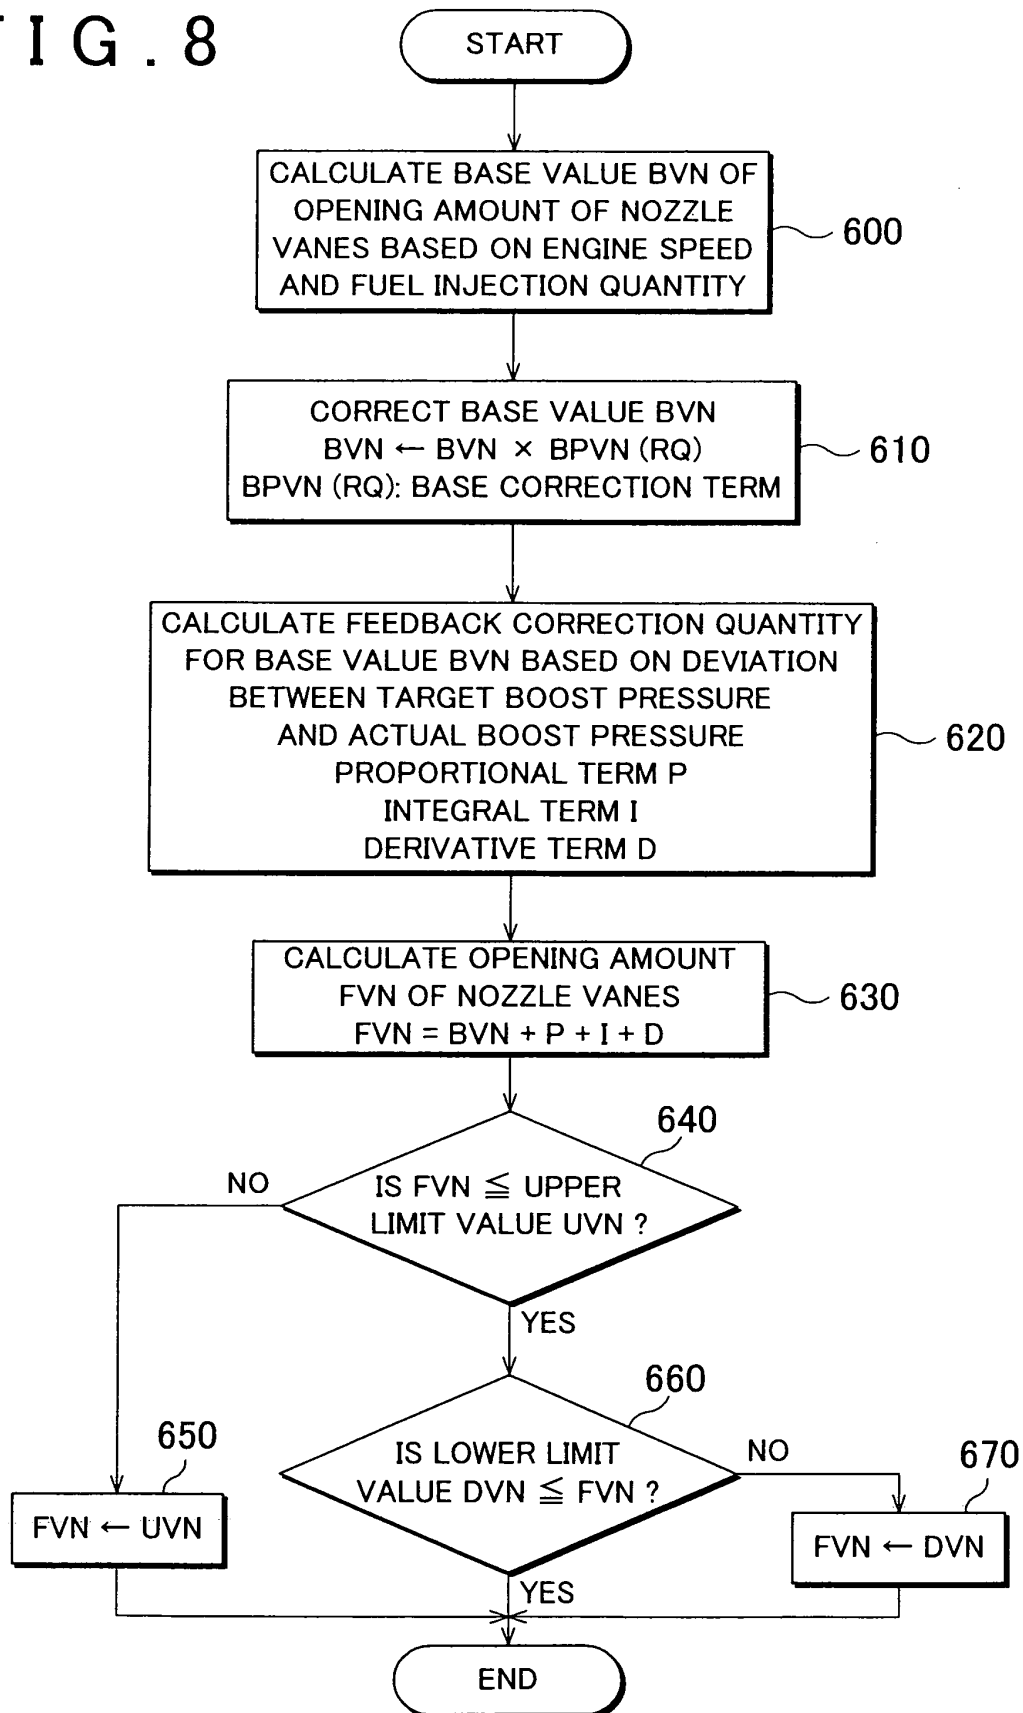 FIG. 8
START
CALCULATE BASE VALUE BVN OF
OPENING AMOUNT OF NOZZLE
VANES BASED ON ENGINE SPEED
AND FUEL INJECTION QUANTITY
600
CORRECT BASE VALUE BVN
BVN ← BVN × BPVN (RQ)
BPVN (RQ): BASE CORRECTION TERM
610
CALCULATE FEEDBACK CORRECTION QUANTITY
FOR BASE VALUE BVN BASED ON DEVIATION
BETWEEN TARGET BOOST PRESSURE
AND ACTUAL BOOST PRESSURE
PROPORTIONAL TERM P
INTEGRAL TERM I
DERIVATIVE TERM D
620
CALCULATE OPENING AMOUNT
FVN OF NOZZLE VANES
FVN = BVN + P + I + D
630
640
IS FVN ≦ UPPER
LIMIT VALUE UVN ?
NO
YES
660
IS LOWER LIMIT
VALUE DVN ≦ FVN ?
NO
YES
650
FVN ← UVN
670
FVN ← DVN
END